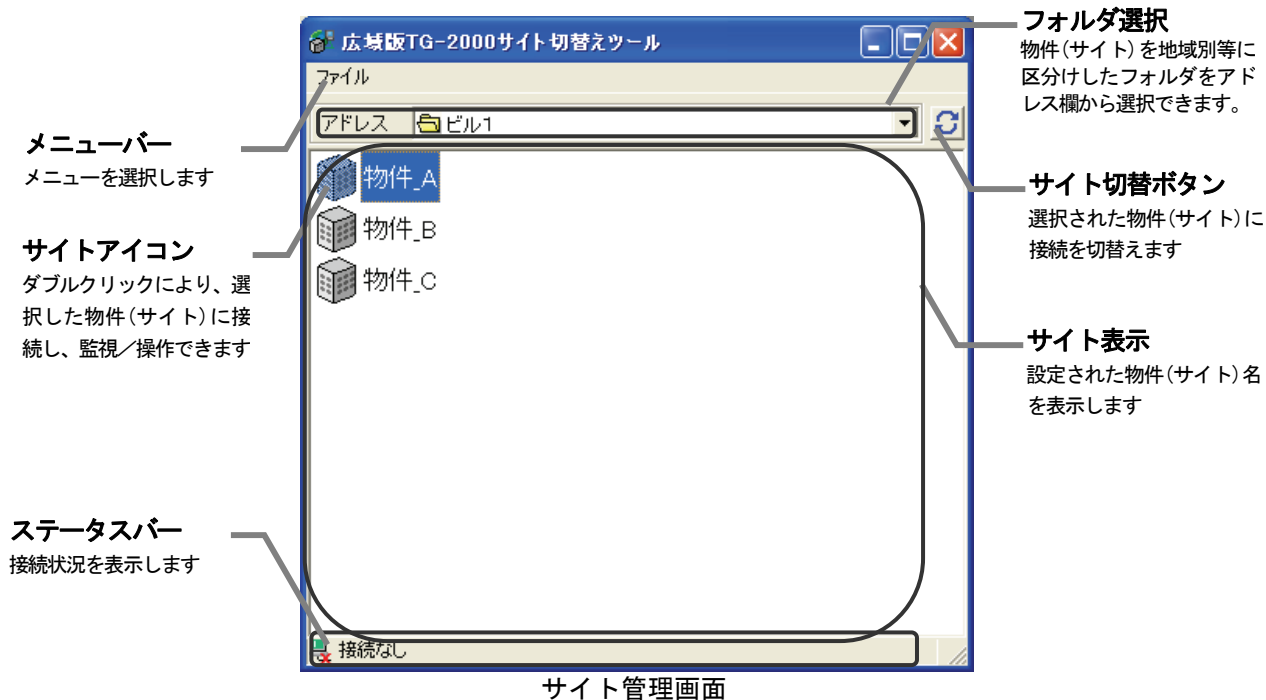 メニューバー
メニューを選択します
サイトアイコン
ダブルクリックにより、選
択した物件(サイト)に接
続し、監視/操作できます
ステータスバー
接続状況を表示します
広域版TG-2000サイト切替えツール
ファイル
アドレス ビル1
物件_A
物件_B
物件_C
接続なし
フォルダ選択
物件(サイト)を地域別等に
区分けしたフォルダをアド
レス欄から選択できます。
サイト切替ボタン
選択された物件(サイト)に
接続を切替えます
サイト表示
設定された物件(サイト)名
を表示します
サイト管理画面